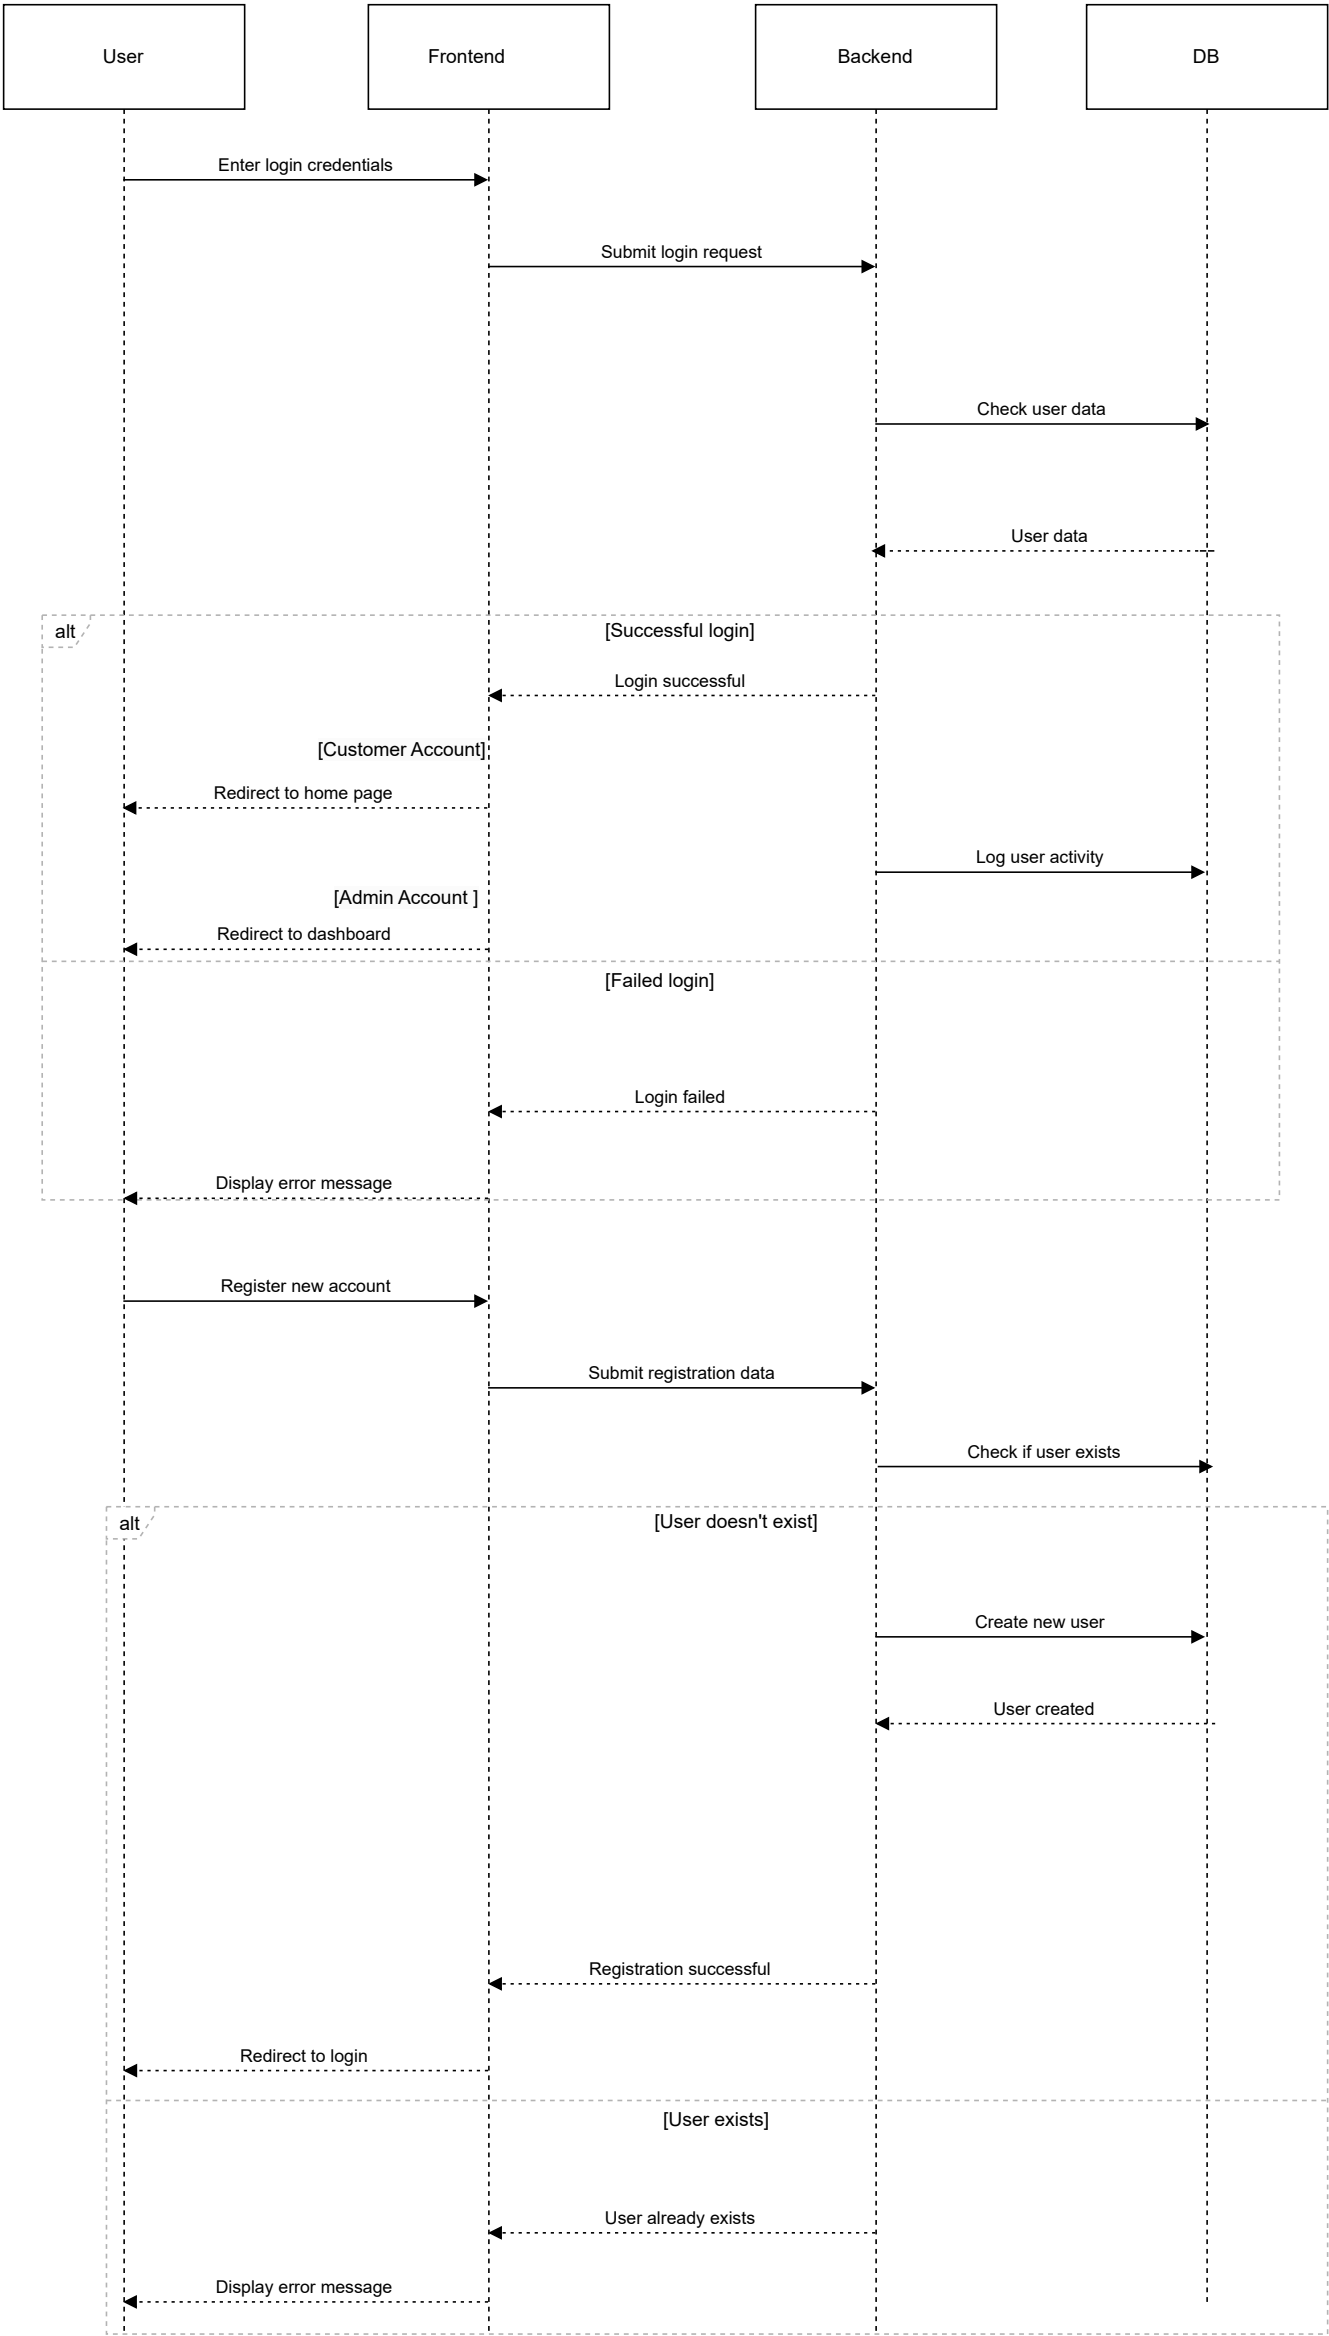 User
Frontend
Backend
DB
Enter login credentials
Submit login request
Check user data
User data
alt
[Successful login]
Login successful
[Customer Account]
Redirect to home page
Log user activity
[Admin Account ]
Redirect to dashboard
[Failed login]
Login failed
Display error message
Register new account
Submit registration data
Check if user exists
alt
[User doesn't exist]
Create new user
User created
Registration successful
Redirect to login
[User exists]
User already exists
Display error message